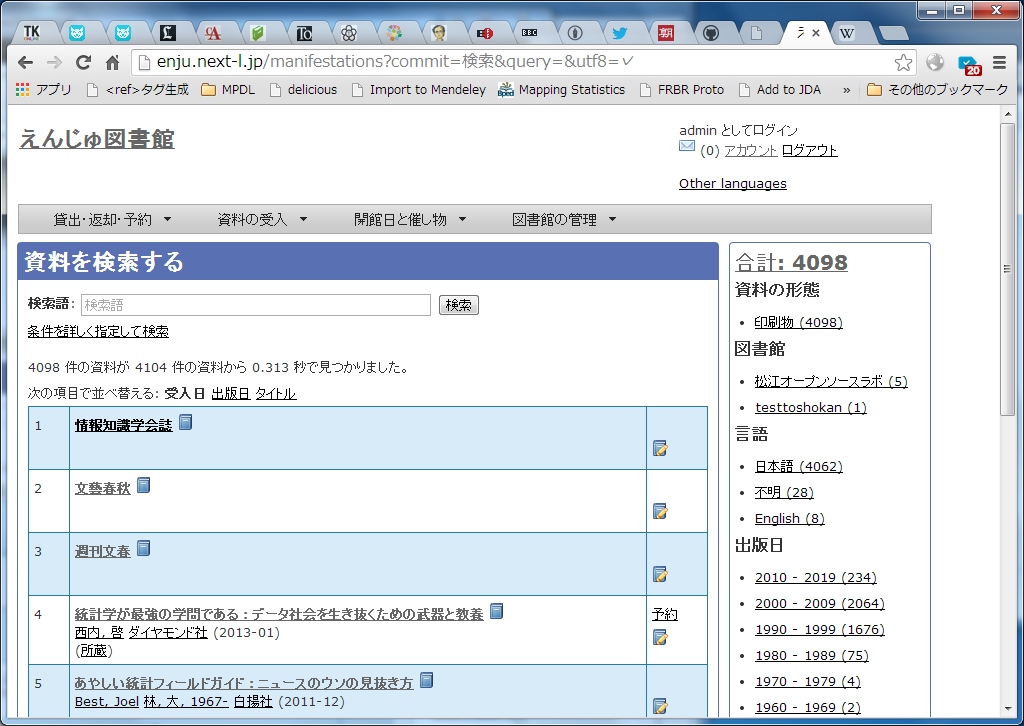 TK
ONLINE
L
CA
To
BBC
朝
ラ
W
enju.next-l.jp/manifestations?commit=検索&query=&utf8=✓
20
アプリ <ref>タグ生成 MPDL delicious Import to Mendeley Mapping Statistics FRBR Proto Add to JDA » その他のブックマーク
えんじゅ図書館
admin としてログイン
(0) アカウント ログアウト
Other languages
貸出・返却・予約 ▼ 資料の受入 ▼ 開館日と催し物 ▼ 図書館の管理 ▼
資料を検索する
検索語: 検索語 検索
条件を詳しく指定して検索
4098 件の資料が 4104 件の資料から 0.313 秒で見つかりました。
次の項目で並べ替える: 受入日 出版日 タイトル
1 情報知識学会誌
2 文藝春秋
3 週刊文春
4 統計学が最強の学問である : データ社会を生き抜くための武器と教養 予約
西内, 啓 ダイヤモンド社 (2013-01)
(所蔵)
5 あやしい統計フィールドガイド : ニュースのウソの見抜き方
Best, Joel 林, 大, 1967- 白揚社 (2011-12)
合計: 4098
資料の形態
• 印刷物 (4098)
図書館
• 松江オープンソースラボ (5)
• testtoshokan (1)
言語
• 日本語 (4062)
• 不明 (28)
• English (8)
出版日
• 2010 - 2019 (234)
• 2000 - 2009 (2064)
• 1990 - 1999 (1676)
• 1980 - 1989 (75)
• 1970 - 1979 (4)
• 1960 - 1969 (2)